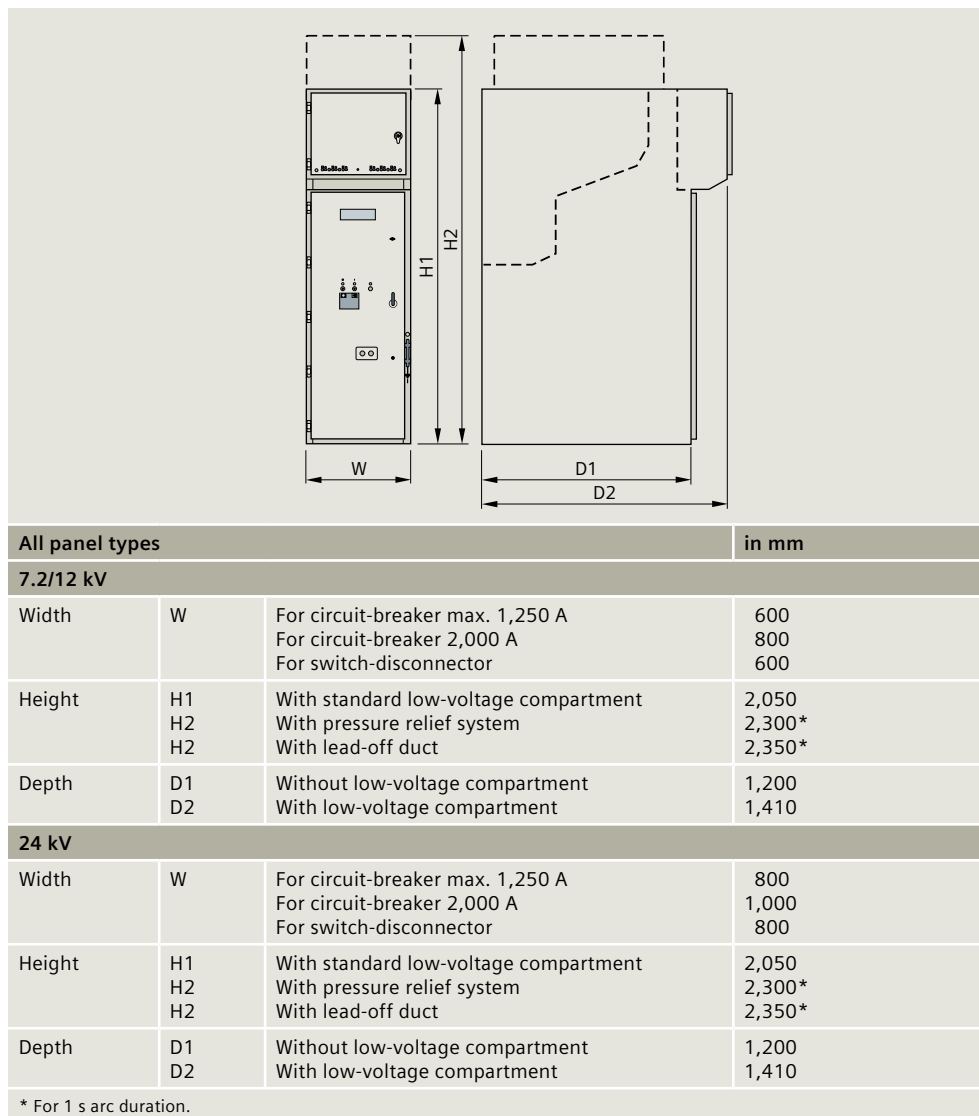 H1
H2
W
D1
D2
All panel types in mm
7.2/12 kV
Width W For circuit-breaker max. 1,250 A 600
For circuit-breaker 2,000 A 800
For switch-disconnector 600
Height H1 With standard low-voltage compartment 2,050
H2 With pressure relief system 2,300*
H2 With lead-off duct 2,350*
Depth D1 Without low-voltage compartment 1,200
D2 With low-voltage compartment 1,410
24 kV
Width W For circuit-breaker max. 1,250 A 800
For circuit-breaker 2,000 A 1,000
For switch-disconnector 800
Height H1 With standard low-voltage compartment 2,050
H2 With pressure relief system 2,300*
H2 With lead-off duct 2,350*
Depth D1 Without low-voltage compartment 1,200
D2 With low-voltage compartment 1,410
* For 1 s arc duration.